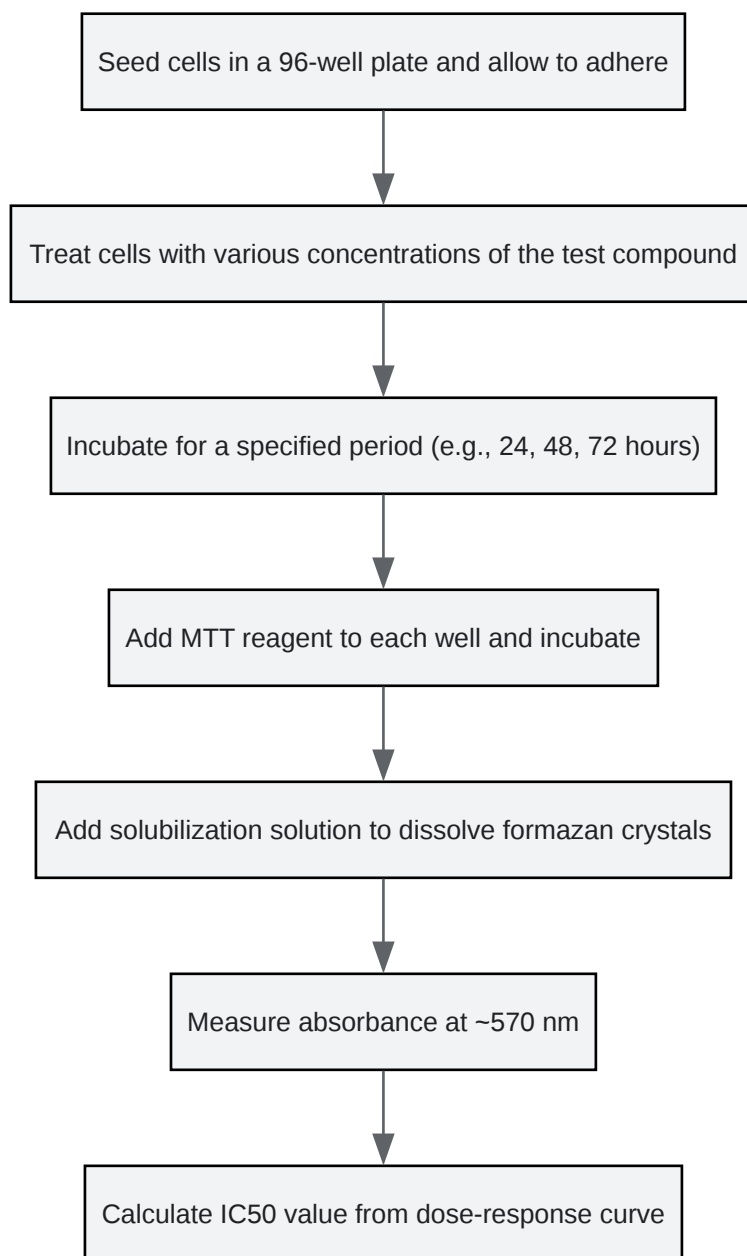 Seed cells in a 96-well plate and allow to adhere
Treat cells with various concentrations of the test compound
Incubate for a specified period (e.g., 24, 48, 72 hours)
Add MTT reagent to each well and incubate
Add solubilization solution to dissolve formazan crystals
Measure absorbance at ~570 nm
Calculate IC50 value from dose-response curve